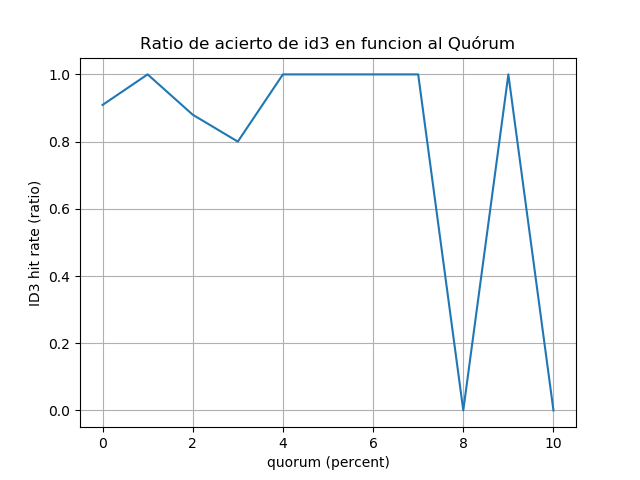 Ratio de acierto de id3 en funcion al Quórum
1.0
0.8
0.6
0.4
0.2
0.0
ID3 hit rate (ratio)
0 2 4 6 8 10
quorum (percent)